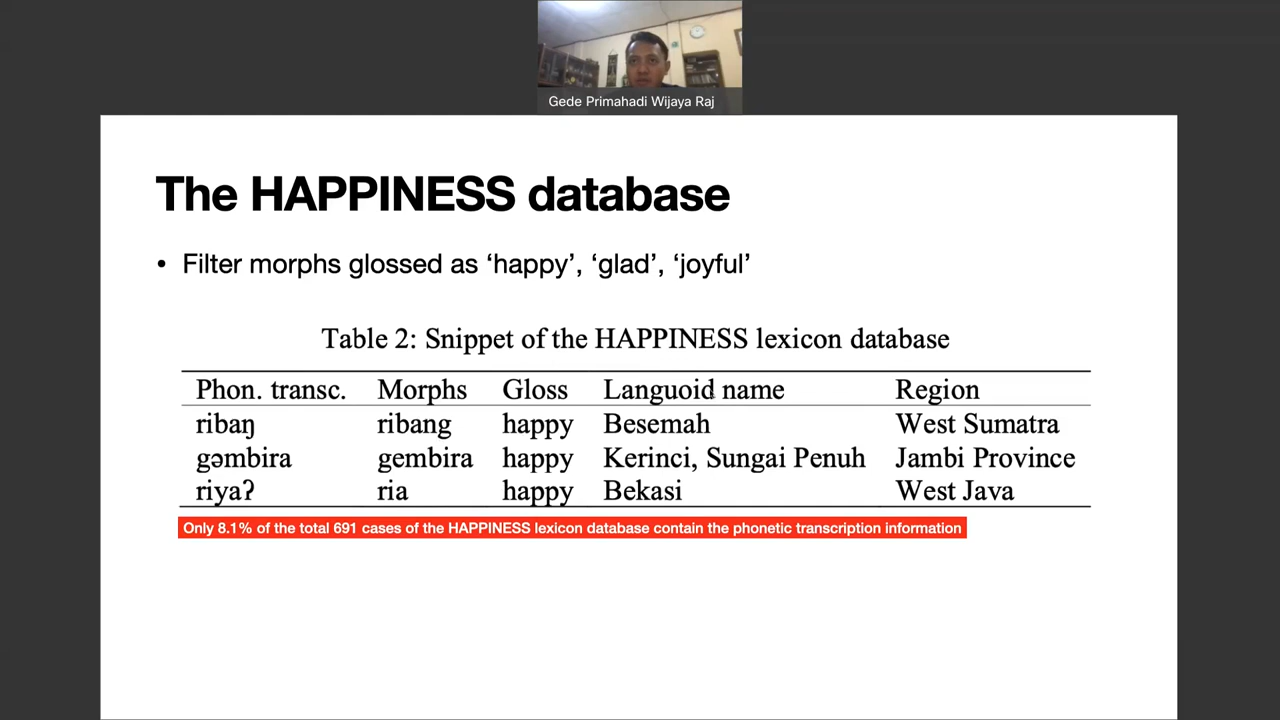 Gede Primahadi Wijaya Raj
The HAPPINESS database
• Filter morphs glossed as ‘happy’, ‘glad’, ‘joyful’
Table 2: Snippet of the HAPPINESS lexicon database
Phon. transc. Morphs Gloss Languoid name Region
ribaŋ ribang happy Besemah West Sumatra
gəmbira gembira happy Kerinci, Sungai Penuh Jambi Province
riyaʔ ria happy Bekasi West Java
Only 8.1% of the total 691 cases of the HAPPINESS lexicon database contain the phonetic transcription information